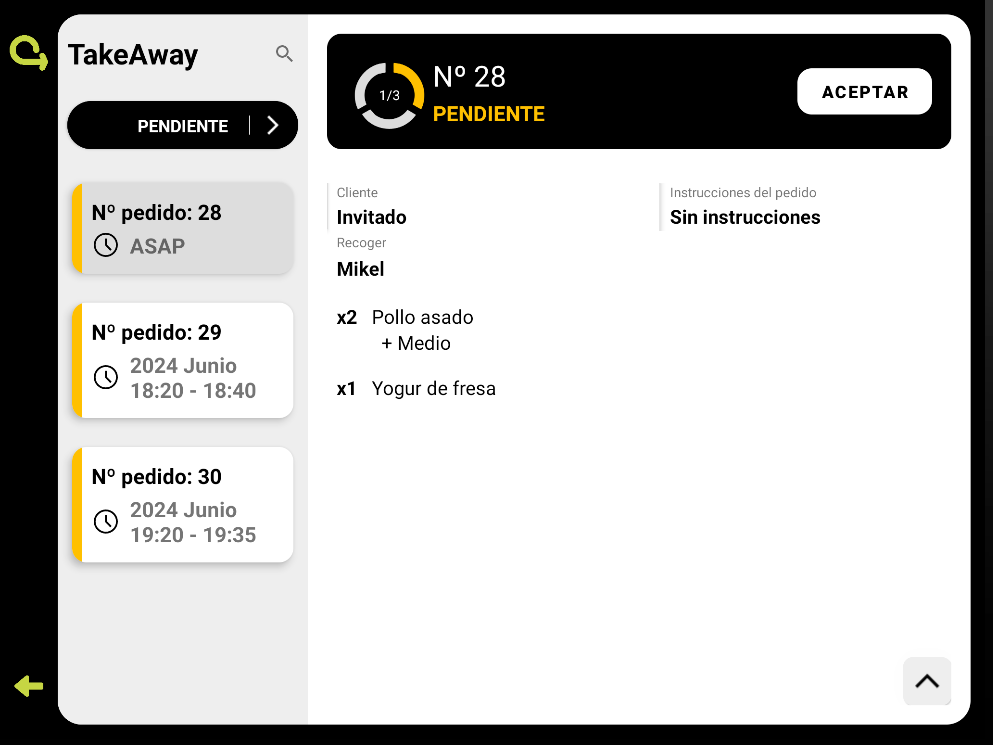 TakeAway
PENDIENTE
Nº pedido: 28
ASAP
Nº pedido: 29
2024 Junio
18:20 - 18:40
Nº pedido: 30
2024 Junio
19:20 - 19:35
1/3
Nº 28
PENDIENTE
ACEPTAR
Cliente
Invitado
Recoger
Mikel
Instrucciones del pedido
Sin instrucciones
x2 Pollo asado
+ Medio
x1 Yogur de fresa